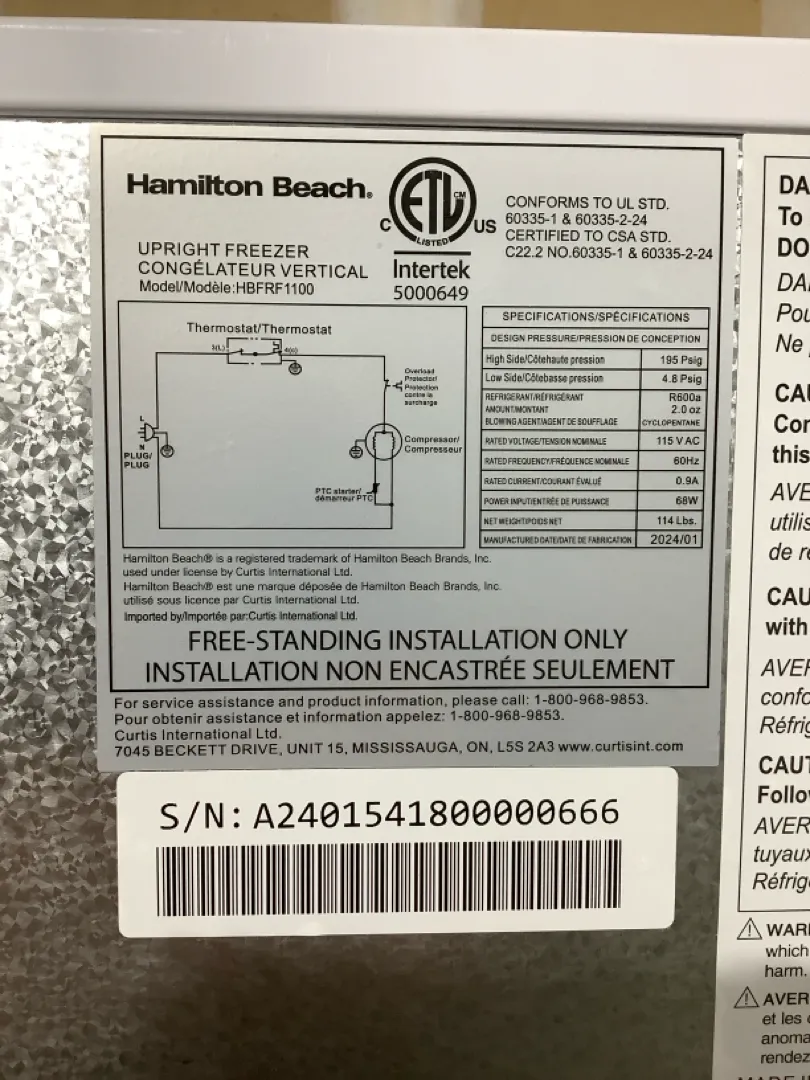 Hamilton Beach®
ETL CM
LISTED
C US
Intertek
5000649
CONFORMS TO UL STD.
60335-1 & 60335-2-24
CERTIFIED TO CSA STD.
C22.2 NO.60335-1 & 60335-2-24
UPRIGHT FREEZER
CONGÉLATEUR VERTICAL
Model/Modèle:HBFRF1100
Thermostat/Thermostat
3(L) 4(C)
Overload
Protector/
Protection
contre la
surcharge
L
N
PLUG/
PLUG
Compressor/
Compresseur
PTC starter/
démarreur PTC
SPECIFICATIONS/SPÉCIFICATIONS
DESIGN PRESSURE/PRESSION DE CONCEPTION
High Side/Côtehaute pression 195 Psig
Low Side/Côtebasse pression 4.8 Psig
REFRIGERANT/RÉFRIGÉRANT R600a
AMOUNT/MONTANT 2.0 oz
BLOWING AGENT/AGENT DE SOUFFLAGE CYCLOPENTANE
RATED VOLTAGE/TENSION NOMINALE 115 V AC
RATED FREQUENCY/FRÉQUENCE NOMINALE 60Hz
RATED CURRENT/COURANT ÉVALUÉ 0.9A
POWER INPUT/ENTRÉE DE PUISSANCE 68W
NET WEIGHT/POIDS NET 114 Lbs.
MANUFACTURED DATE/DATE DE FABRICATION 2024/01
Hamilton Beach® is a registered trademark of Hamilton Beach Brands, Inc.
used under license by Curtis International Ltd.
Hamilton Beach® est une marque déposée de Hamilton Beach Brands, Inc.
utilisé sous licence par Curtis International Ltd.
Imported by/Importée par:Curtis International Ltd.
FREE-STANDING INSTALLATION ONLY
INSTALLATION NON ENCASTRÉE SEULEMENT
For service assistance and product information, please call: 1-800-968-9853.
Pour obtenir assistance et information appelez: 1-800-968-9853.
Curtis International Ltd.
7045 BECKETT DRIVE, UNIT 15, MISSISSAUGA, ON, L5S 2A3 www.curtisint.com
S/N: A2401541800000666
DA
To
DO
DA
Pou
Ne
CAU
Con
this
AVE
utilis
de re
CAU
with
AVER
confo
Réfrig
CAUT
Follo
AVER
tuyaux
Réfrig
WAR
which
harm.
AVER
et les
anoma
rendez